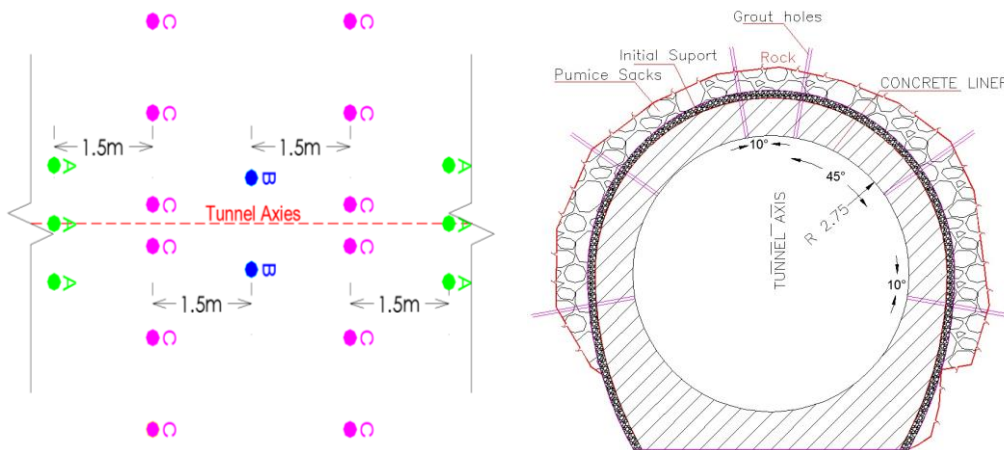 C C
C C
1.5m 1.5m
A A
B
C C
Tunnel Axies
A A
C C
B
A A
1.5m 1.5m
C C
C C
Grout holes
Initial Suport
Rock
Pumice Sacks
CONCRETE LINER
10°
45°
R 2.75
TUNNEL AXIS
10°